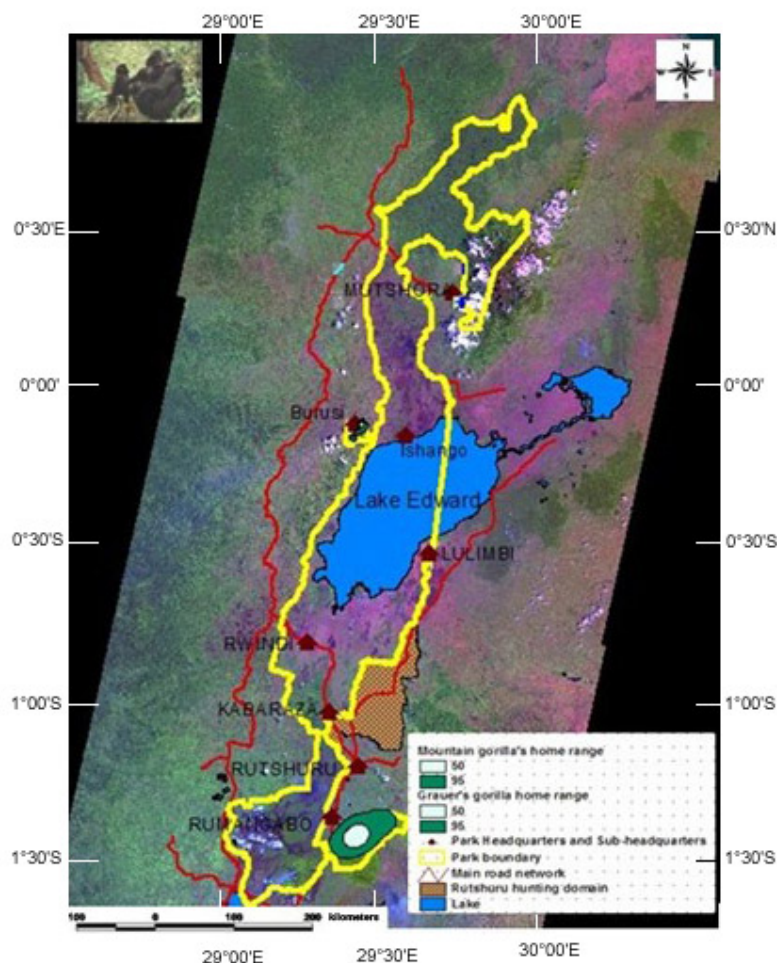 29°00'E 29°30'E 30°00'E
N
W E
S
0°30'E 0°30'N
MUTSHORA
0°00' 0°00'
Burusi
Ishango
Lake Edward
0°30'S 0°30'S
LULIMBI
RWINDI
1°00'S 1°00'S
KABARAZA
RUTSHURU
RUMANGABO
1°30'S 1°30'S
Mountain gorilla's home range
50
95
Grauer's gorilla home range
50
95
Park Headquarters and Sub-headquarters
Park boundary
Main road network
Rutshuru hunting domain
Lake
100 0 100 200 kilometers
29°00'E 29°30'E 30°00'E